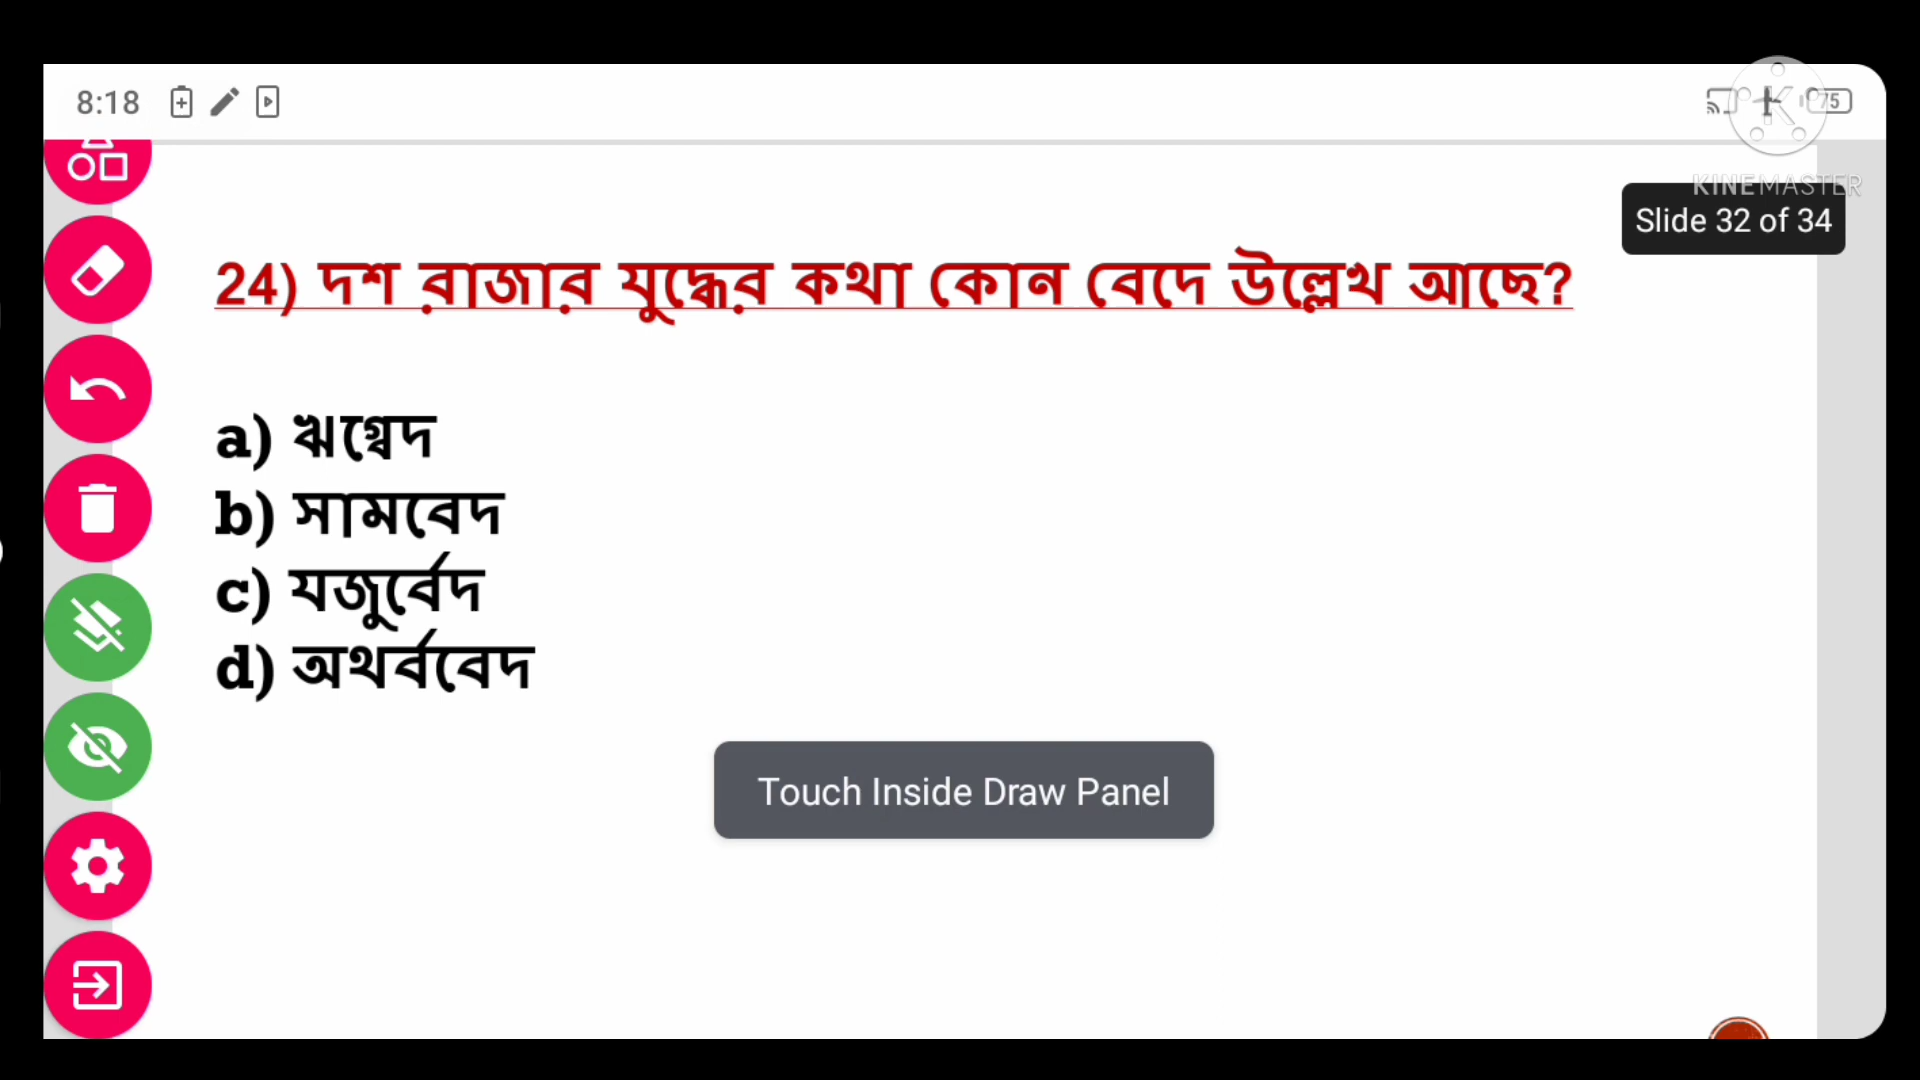 8:18
75
KINEMASTER
Slide 32 of 34
24) দশ রাজার যুদ্ধের কথা কোন বেদে উল্লেখ আছে?
a) ঋগ্বেদ
b) সামবেদ
c) যজুর্বেদ
d) অথর্ববেদ
Touch Inside Draw Panel